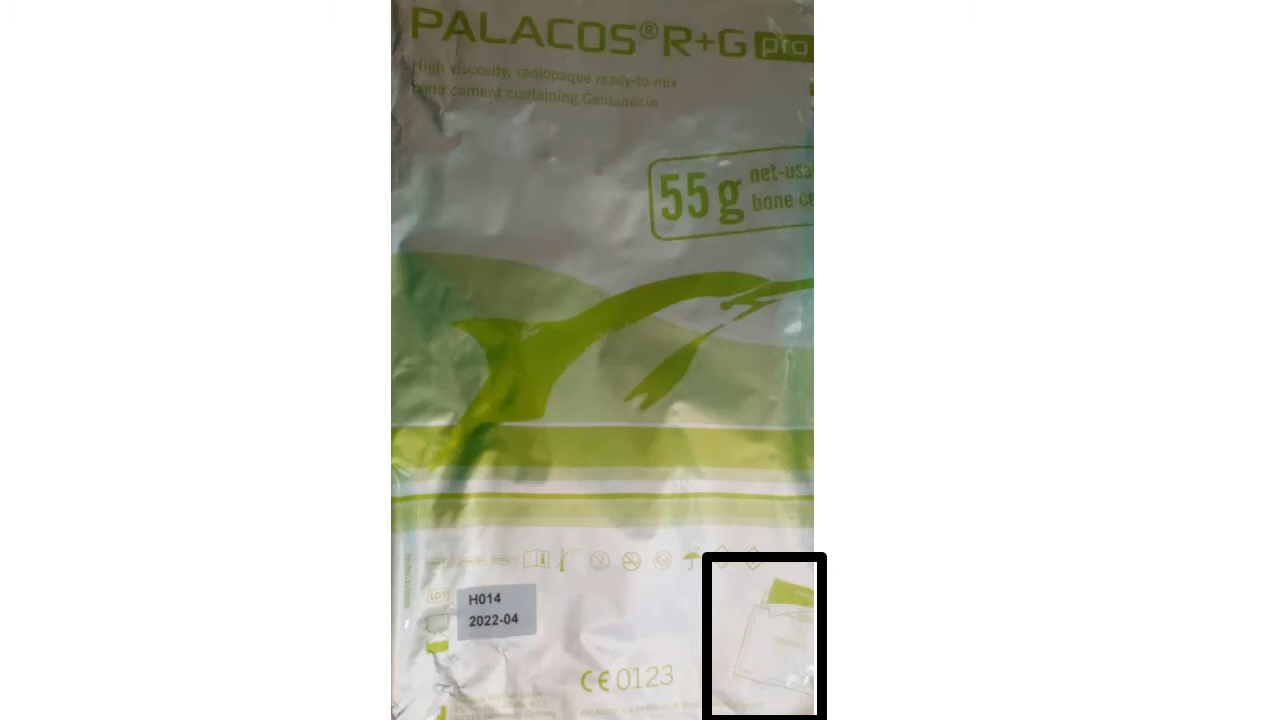 PALACOS® R+G pro
High viscosity, radiopaque ready-to-mix
bone cement containing Gentamicin
55 g
net-usa
bone ce
LOT
H014
2022-04
CE 0123